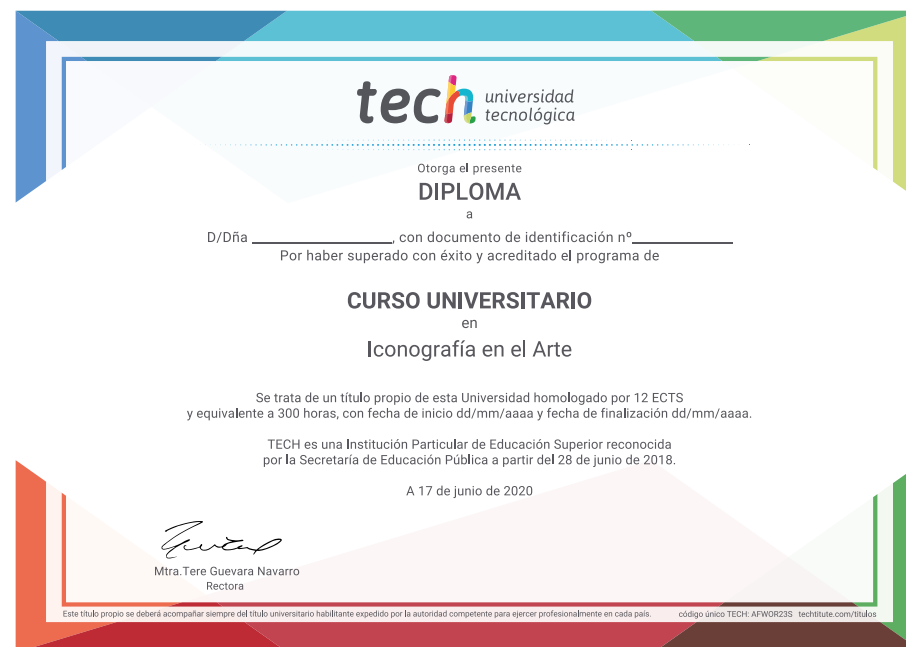 tech universidad
tecnológica
Otorga el presente
DIPLOMA
a
D/Dña ____________________, con documento de identificación nº______________
Por haber superado con éxito y acreditado el programa de
CURSO UNIVERSITARIO
en
Iconografía en el Arte
Se trata de un título propio de esta Universidad homologado por 12 ECTS
y equivalente a 300 horas, con fecha de inicio dd/mm/aaaa y fecha de finalización dd/mm/aaaa.
TECH es una Institución Particular de Educación Superior reconocida
por la Secretaría de Educación Pública a partir del 28 de junio de 2018.
A 17 de junio de 2020
Mtra.Tere Guevara Navarro
Rectora
Este título propio se deberá acompañar siempre del título universitario habilitante expedido por la autoridad competente para ejercer profesionalmente en cada país. código único TECH: AFWOR23S techtitute.com/titulos